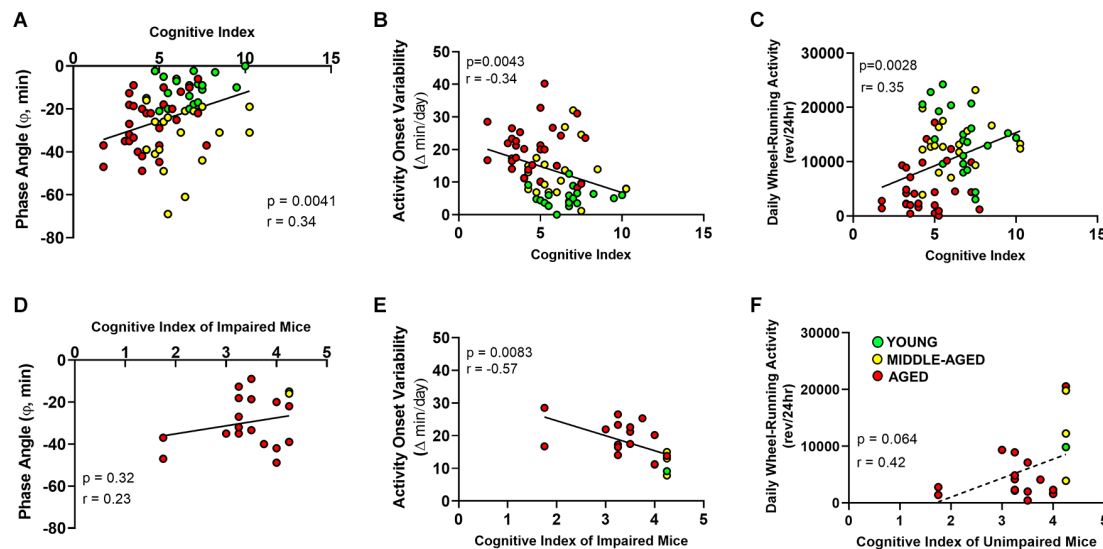 A
Cognitive Index
0 5 10 15
Phase Angle (φ, min)
0
-20
-40
-60
-80
p = 0.0041
r = 0.34
B
Activity Onset Variability
(Δ min/day)
50
40
30
20
10
0
p=0.0043
r = -0.34
0 5 10 15
Cognitive Index
C
Daily Wheel-Running Activity
(rev/24hr)
30000
20000
10000
0
p=0.0028
r= 0.35
0 5 10 15
Cognitive Index
D
Cognitive Index of Impaired Mice
0 1 2 3 4 5
Phase Angle (φ, min)
0
-20
-40
-60
-80
p = 0.32
r = 0.23
E
Activity Onset Variability
(Δ min/day)
50
40
30
20
10
0
p = 0.0083
r = -0.57
0 1 2 3 4 5
Cognitive Index of Impaired Mice
F
Daily Wheel-Running Activity
(rev/24hr)
30000
20000
10000
0
YOUNG
MIDDLE-AGED
AGED
p = 0.064
r = 0.42
0 1 2 3 4 5
Cognitive Index of Unimpaired Mice